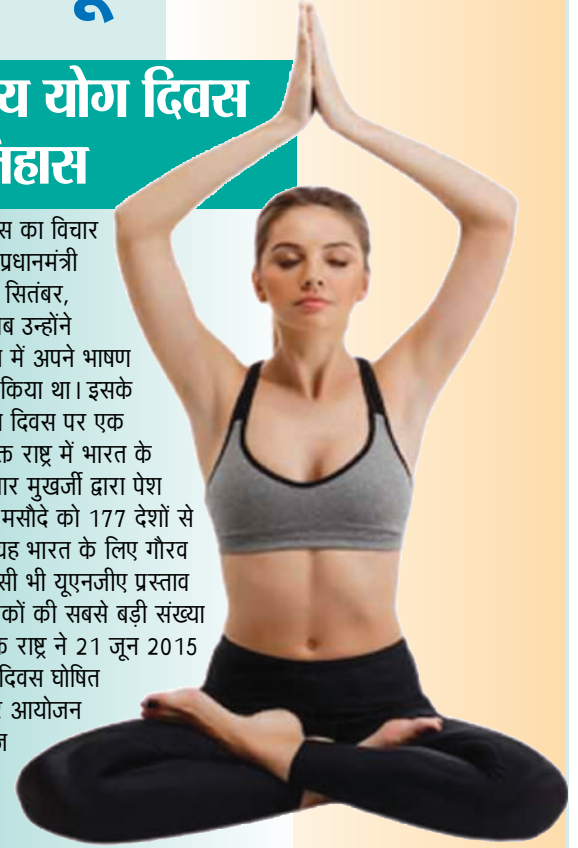 य योग दिवस
हास
स का विचार
प्रधानमंत्री
सितंबर,
ब उन्होंने
में अपने भाषण
किया था। इसके
दिवस पर एक
राष्ट्र में भारत के
मुखर्जी द्वारा पेश
मसौदे को 177 देशों से
यह भारत के लिए गौरव
सी भी यूएनजीए प्रस्ताव
कों की सबसे बड़ी संख्या
राष्ट्र ने 21 जून 2015
दिवस घोषित
आयोजन